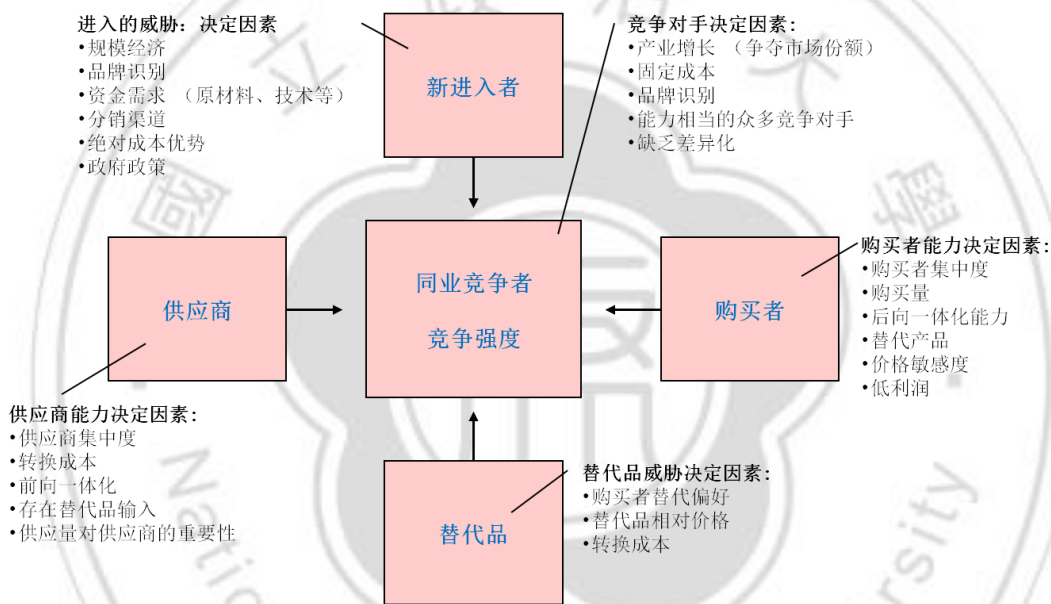 进入的威胁：决定因素
•规模经济
•品牌识别
•资金需求 （原材料、技术等）
•分销渠道
•绝对成本优势
•政府政策
新进入者
竞争对手决定因素：
•产业增长 （争夺市场份额）
•固定成本
•品牌识别
•能力相当的众多竞争对手
•缺乏差异化
供应商
同业竞争者
竞争强度
购买者
购买者能力决定因素：
•购买者集中度
•购买量
•后向一体化能力
•替代产品
•价格敏感度
•低利润
供应商能力决定因素：
•供应商集中度
•转换成本
•前向一体化
•存在替代品输入
•供应量对供应商的重要性
替代品
替代品威胁决定因素：
•购买者替代偏好
•替代品相对价格
•转换成本